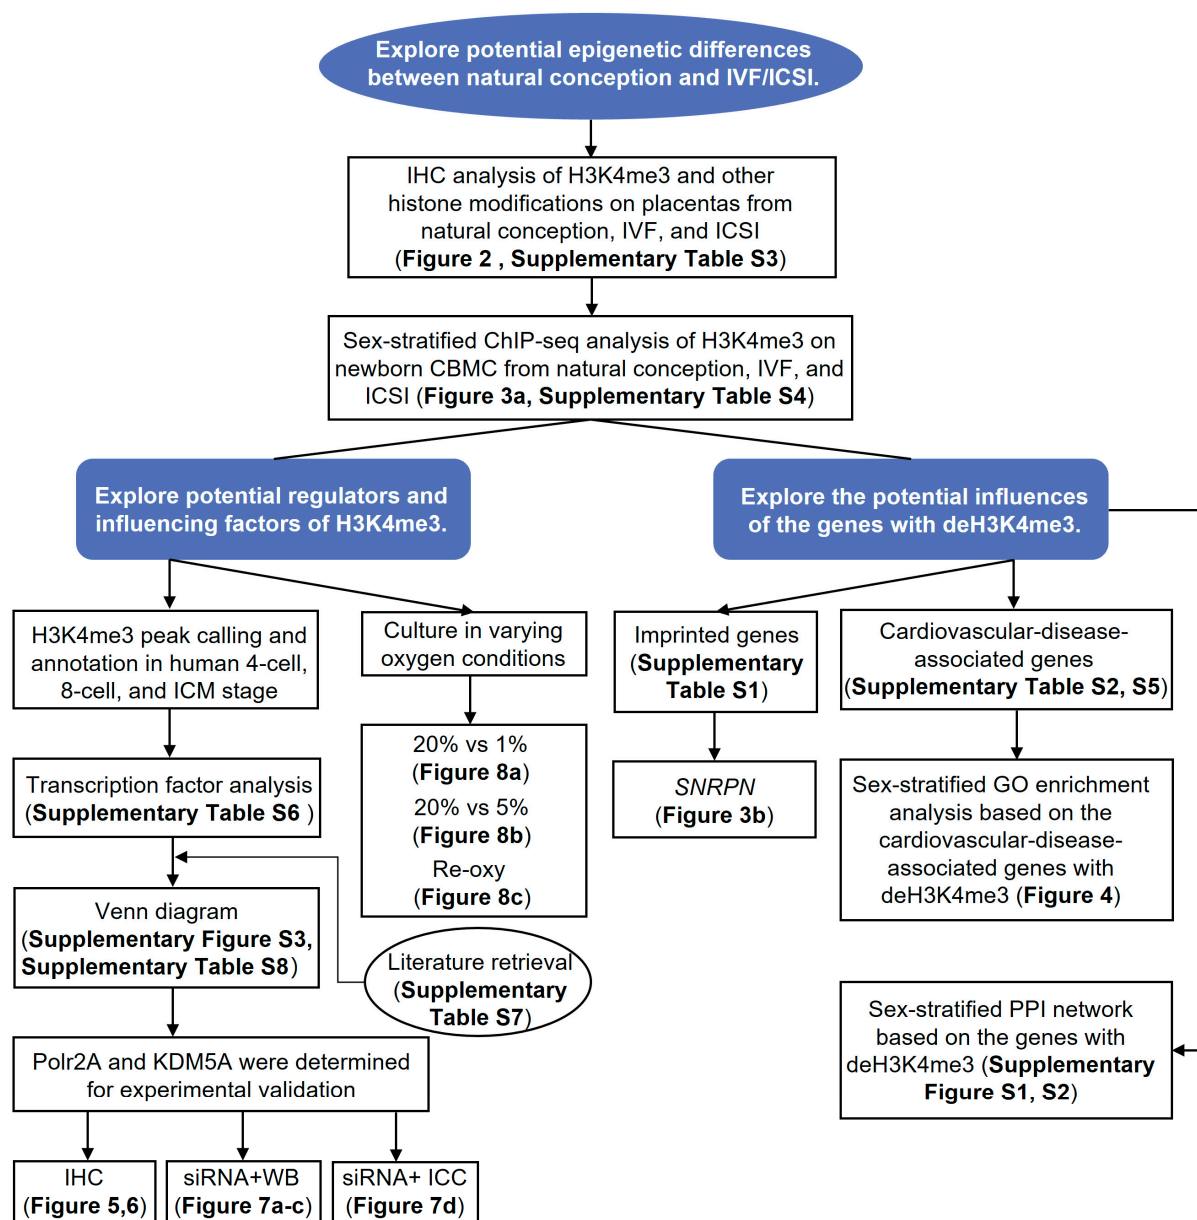 Explore potential epigenetic differences
between natural conception and IVF/ICSI.
IHC analysis of H3K4me3 and other
histone modifications on placentas from
natural conception, IVF, and ICSI
(Figure 2 , Supplementary Table S3)
Sex-stratified ChIP-seq analysis of H3K4me3 on
newborn CBMC from natural conception, IVF, and
ICSI (Figure 3a, Supplementary Table S4)
Explore potential regulators and
influencing factors of H3K4me3.
Explore the potential influences
of the genes with deH3K4me3.
H3K4me3 peak calling and
annotation in human 4-cell,
8-cell, and ICM stage
Culture in varying
oxygen conditions
Imprinted genes
(Supplementary
Table S1)
Cardiovascular-disease-
associated genes
(Supplementary Table S2, S5)
Transcription factor analysis
(Supplementary Table S6 )
20% vs 1%
(Figure 8a)
20% vs 5%
(Figure 8b)
Re-oxy
(Figure 8c)
SNRPN
(Figure 3b)
Sex-stratified GO enrichment
analysis based on the
cardiovascular-disease-
associated genes with
deH3K4me3 (Figure 4)
Venn diagram
(Supplementary Figure S3,
Supplementary Table S8)
Literature retrieval
(Supplementary
Table S7)
Sex-stratified PPI network
based on the genes with
deH3K4me3 (Supplementary
Figure S1, S2)
Polr2A and KDM5A were determined
for experimental validation
IHC
(Figure 5,6)
siRNA+WB
(Figure 7a-c)
siRNA+ ICC
(Figure 7d)